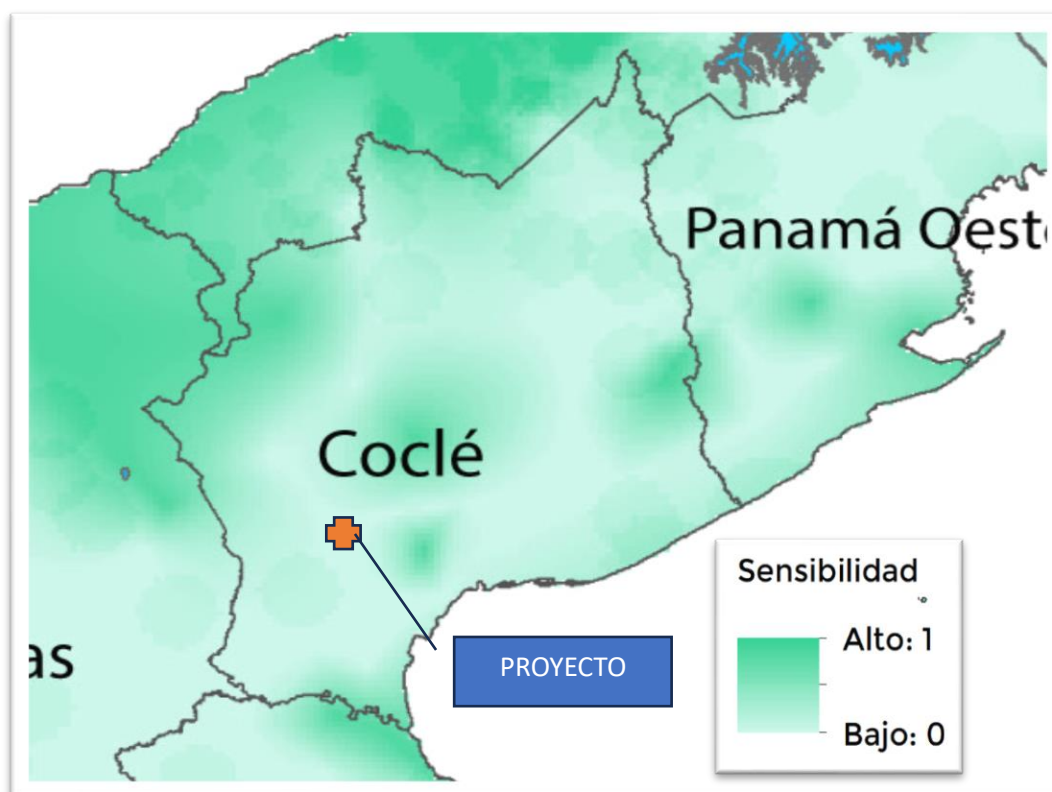 Panamá Oest
Coclé
as
PROYECTO
Sensibilidad
Alto: 1
Bajo: 0